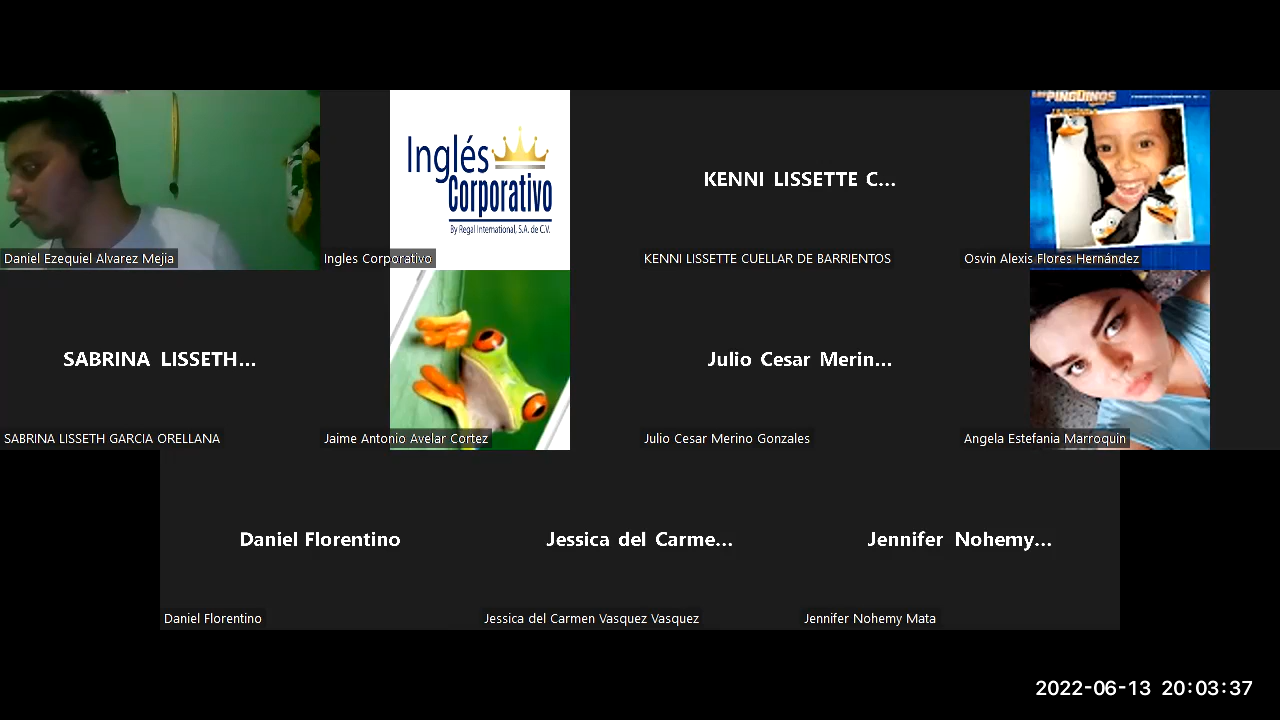 Daniel Ezequiel Alvarez Mejia
Inglés
Corporativo
By Regal International, S.A. de C.V.
Ingles Corporativo
KENNI LISSETTE C...
KENNI LISSETTE CUELLAR DE BARRIENTOS
PINGÜINOS
Osvin Alexis Flores Hernández
SABRINA LISSETH...
SABRINA LISSETH GARCIA ORELLANA
Jaime Antonio Avelar Cortez
Julio Cesar Merin...
Julio Cesar Merino Gonzales
Angela Estefania Marroquin
Daniel Florentino
Daniel Florentino
Jessica del Carme...
Jessica del Carmen Vasquez Vasquez
Jennifer Nohemy...
Jennifer Nohemy Mata
2022-06-13 20:03:37